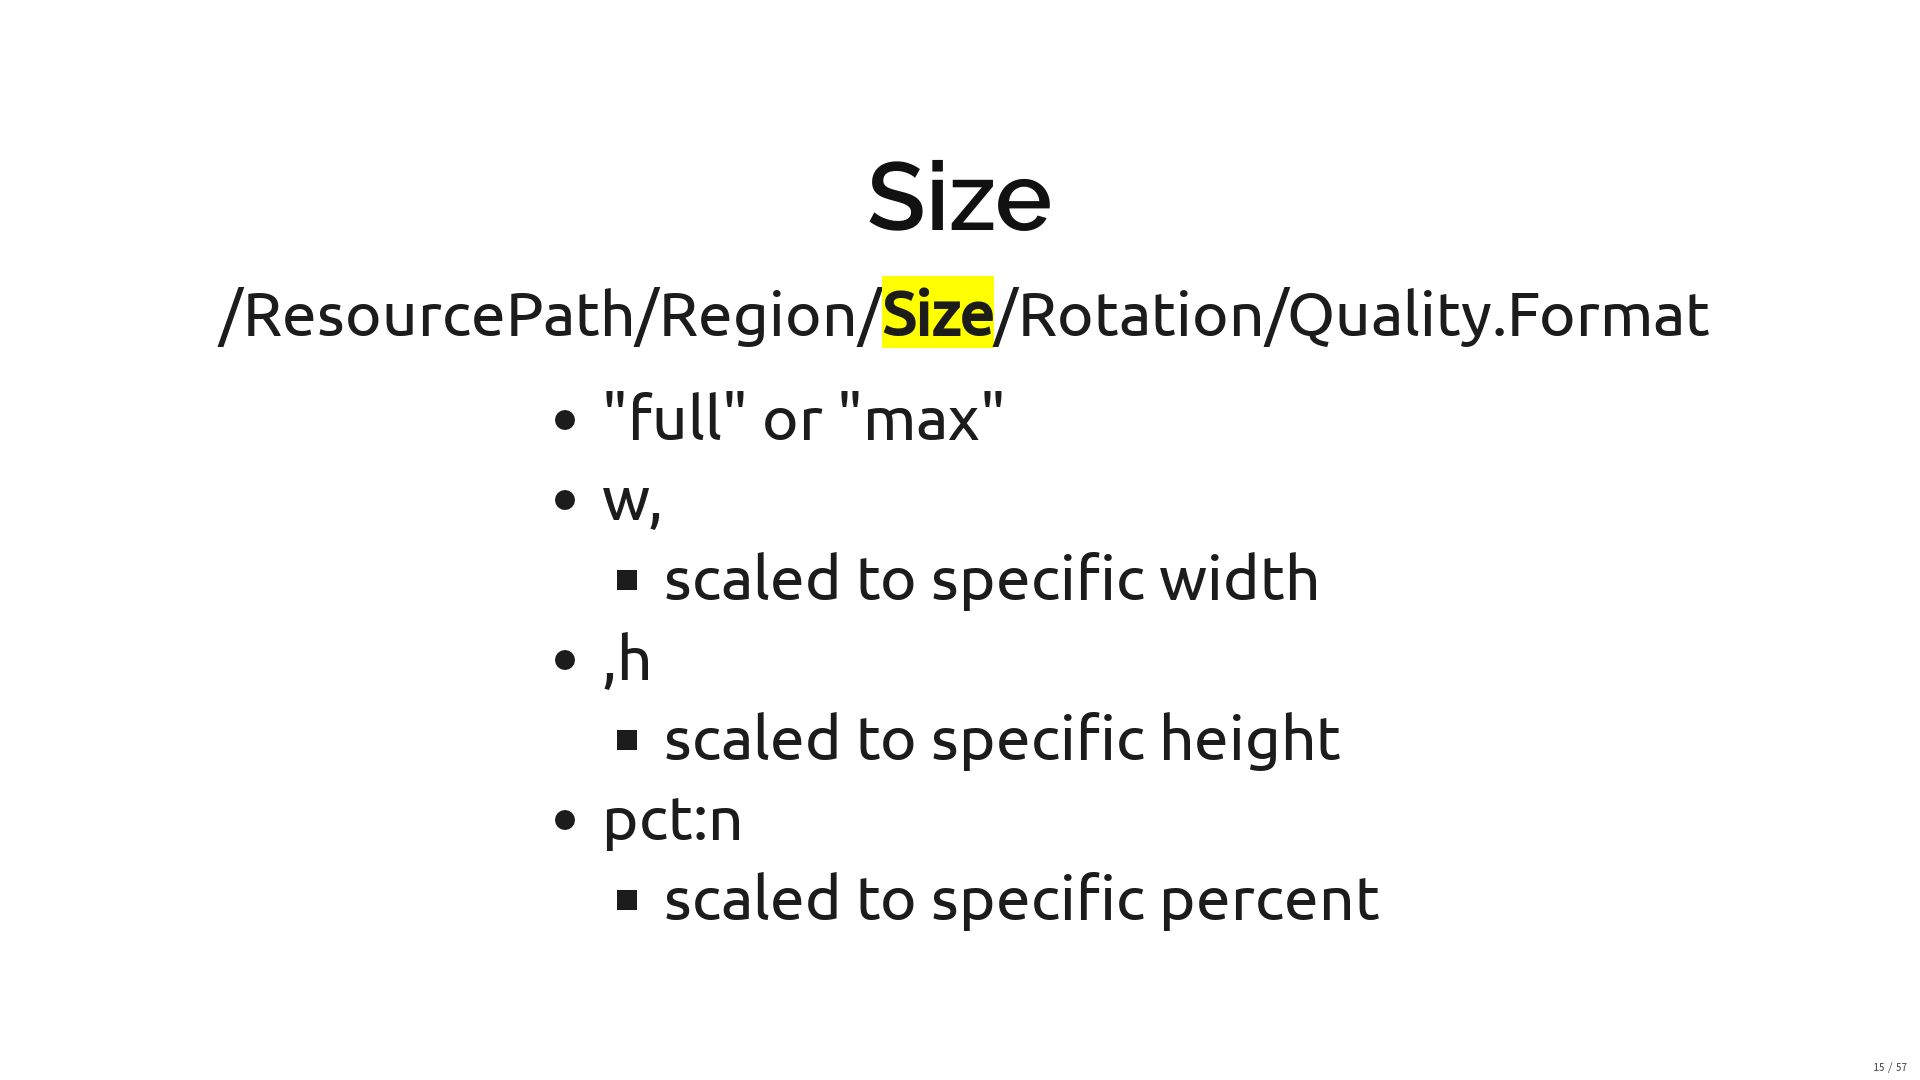 Size
/ResourcePath/Region/Size/Rotation/Quality.Format
"full" or "max"
w,
scaled to specific width
,h
scaled to specific height
pct:n
scaled to specific percent
15 / 57